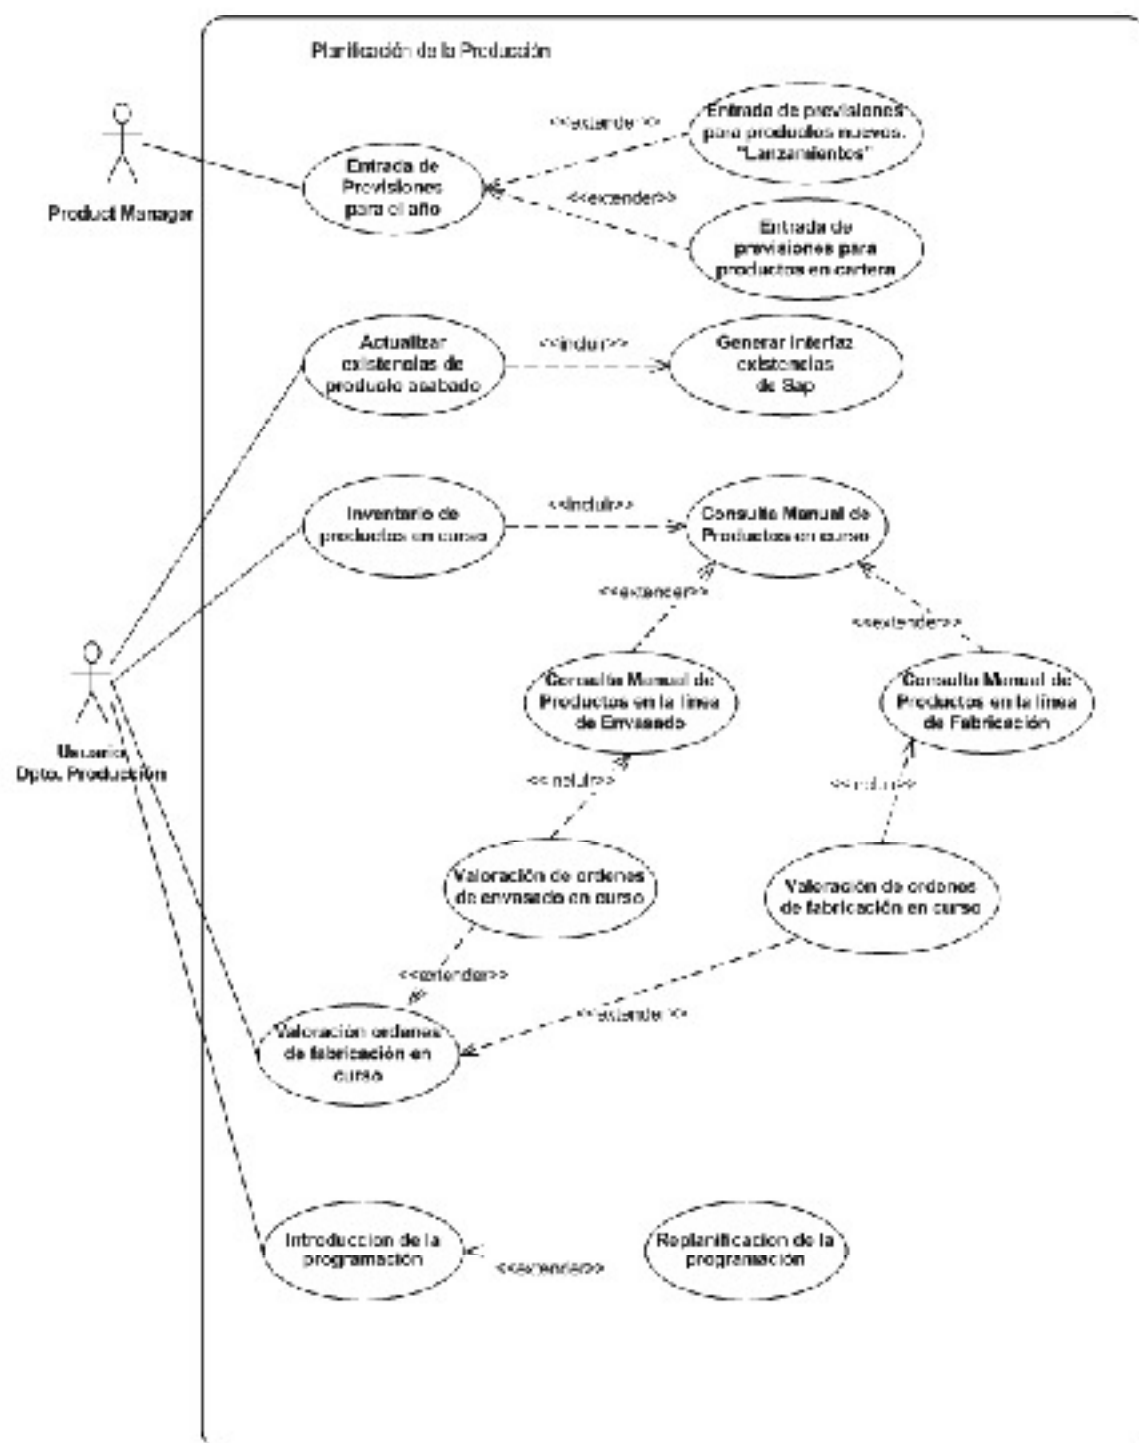 Planificación de la Producción
Product Manager
Entrada de
Previsiones
para el año
<<extender>>
Entrada de previsiones
para productos nuevos.
"Lanzamientos"
<<extender>>
Entrada de
previsiones para
productos en cartera
Actualizar
existencias de
producto acabado
<<incluir>>
Generar Interfaz
existencias
de Sap
Inventario de
productos en curso
<<incluir>>
Consulta Manual de
Productos en curso
<<extender>>
<<extender>>
Usuario
Dpto. Producción
Consulta Manual de
Productos en la línea
de Envasado
Consulta Manual de
Productos en la línea
de Fabricación
<<incluir>>
<<incluir>>
Valoración de ordenes
de envasado en curso
Valoración de ordenes
de fabricación en curso
<<extender>>
<<extender>>
Valoración ordenes
de fabricación en
curso
Introduccion de la
programación
<<extender>>
Replanificacion de la
programación